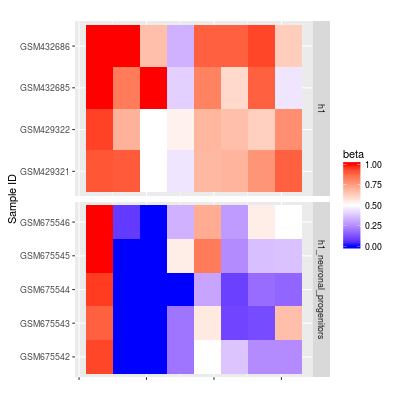 GSM432686
GSM432685
GSM429322
GSM429321
h1
Sample ID
GSM675546
GSM675545
GSM675544
GSM675543
GSM675542
h1_neuronal_progenitors
beta
1.00
0.75
0.50
0.25
0.00